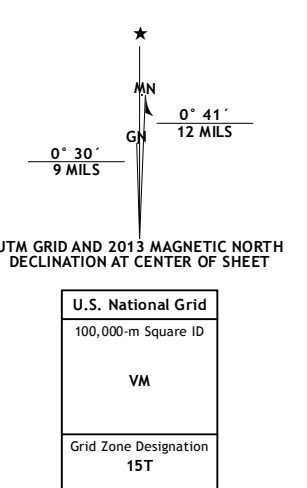 ★
MN
0° 41´
12 MILS
GN
0° 30´
9 MILS
UTM GRID AND 2013 MAGNETIC NORTH
DECLINATION AT CENTER OF SHEET
U.S. National Grid
100,000-m Square ID
VM
Grid Zone Designation
15T